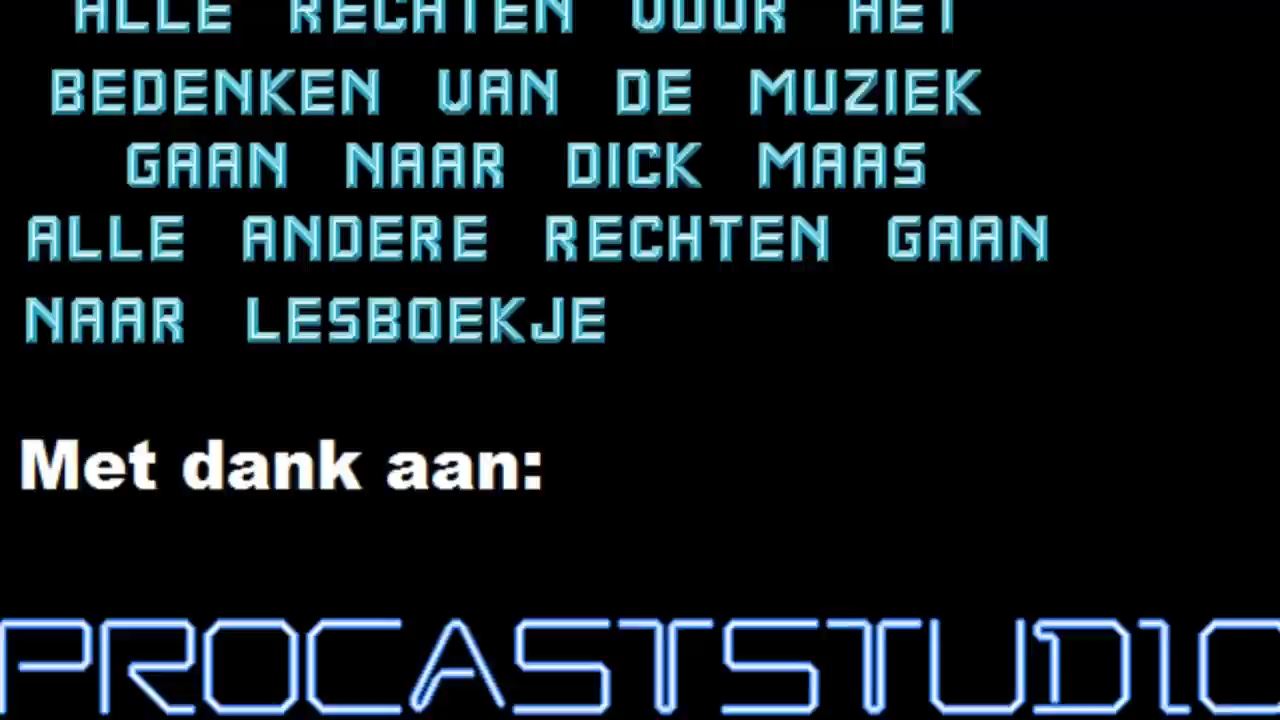 ALLE RECHTEN VOOR HET
BEDENKEN VAN DE MUZIEK
GAAN NAAR DICK MAAS
ALLE ANDERE RECHTEN GAAN
NAAR LESBOEKJE
Met dank aan:
PROCASTSTUDIO